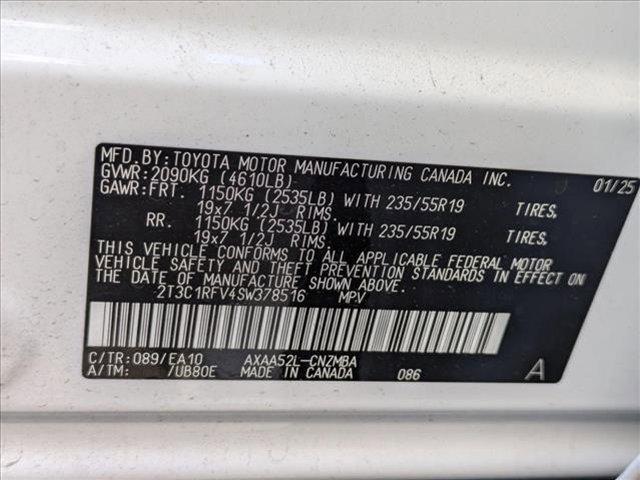 MFD.BY:TOYOTA MOTOR MANUFACTURING CANADA INC. 01/25
GVWR:2090KG (4610LB)
GAWR:FRT. 1150KG (2535LB) WITH 235/55R19 TIRES,
19x7 1/2J RIMS.
RR. 1150KG (2535LB) WITH 235/55R19 TIRES,
19x7 1/2J RIMS.
THIS VEHICLE CONFORMS TO ALL APPLICABLE FEDERAL MOTOR
VEHICLE SAFETY AND THEFT PREVENTION STANDARDS IN EFFECT ON
THE DATE OF MANUFACTURE SHOWN ABOVE.
2T3C1RFV4SW378516 MPV
C/TR:089/EA10 AXAA52L-CNZMBA
A/TM: /UB80E MADE IN CANADA 086 A